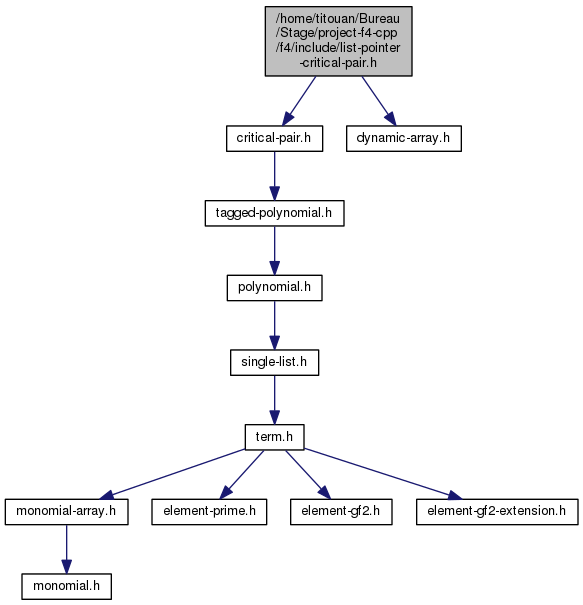 /home/titouan/Bureau
/Stage/project-f4-cpp
/f4/include/list-pointer
-critical-pair.h
critical-pair.h
dynamic-array.h
tagged-polynomial.h
polynomial.h
single-list.h
term.h
monomial-array.h
element-prime.h
element-gf2.h
element-gf2-extension.h
monomial.h